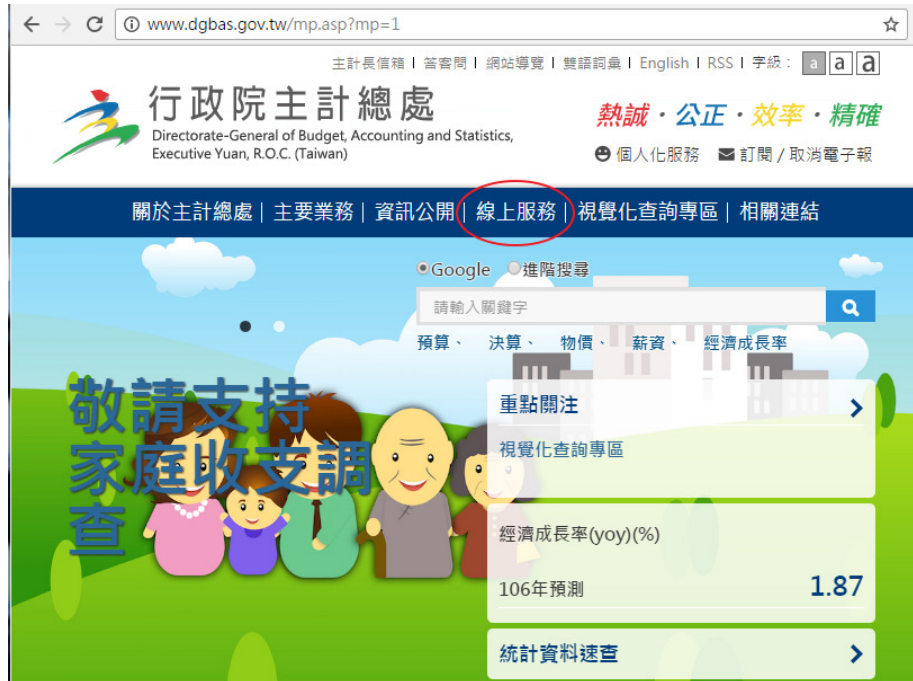 www.dgbas.gov.tw/mp.asp?mp=1
主計長信箱 | 答客問 | 網站導覽 | 雙語詞彙 | English | RSS | 字級： a a a
行政院主計總處
Directorate-General of Budget, Accounting and Statistics,
Executive Yuan, R.O.C. (Taiwan)
熱誠・公正・效率・精確
個人化服務 訂閱 / 取消電子報
關於主計總處 | 主要業務 | 資訊公開 | 線上服務 | 視覺化查詢專區 | 相關連結
Google 進階搜尋
請輸入關鍵字
預算、 決算、 物價、 薪資、 經濟成長率
敬請支持
家庭收支調
查
重點關注
視覺化查詢專區
經濟成長率(yoy)(%)
106年預測 1.87
統計資料速查